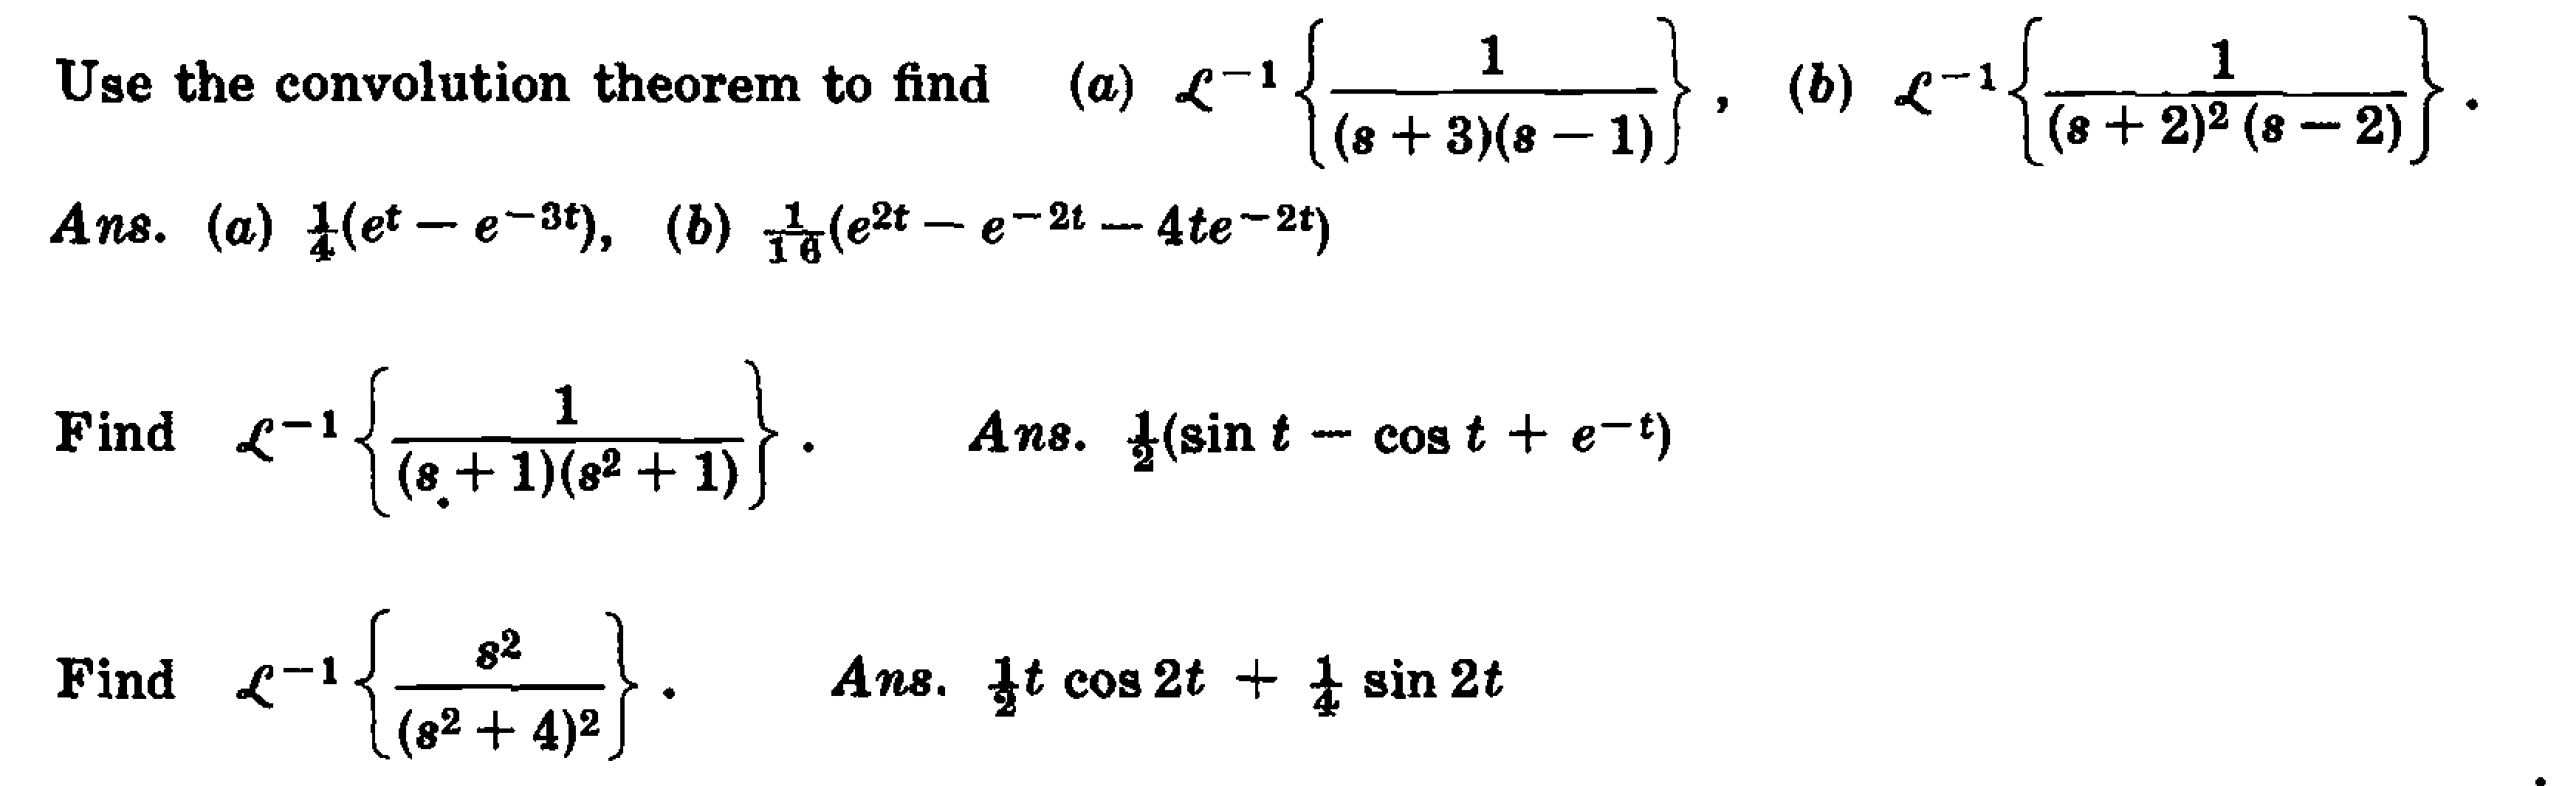 Use the convolution theorem to find (a) ℒ⁻¹{1/((s + 3)(s − 1))}, (b) ℒ⁻¹{1/((s + 2)²(s − 2))}.
Ans. (a) ¼(eᵗ − e⁻³ᵗ), (b) 1/16(e²ᵗ − e⁻²ᵗ − 4te⁻²ᵗ)
Find ℒ⁻¹{1/((s + 1)(s² + 1))}. Ans. ½(sin t − cos t + e⁻ᵗ)
Find ℒ⁻¹{s²/(s² + 4)²}. Ans. ½t cos 2t + ¼ sin 2t